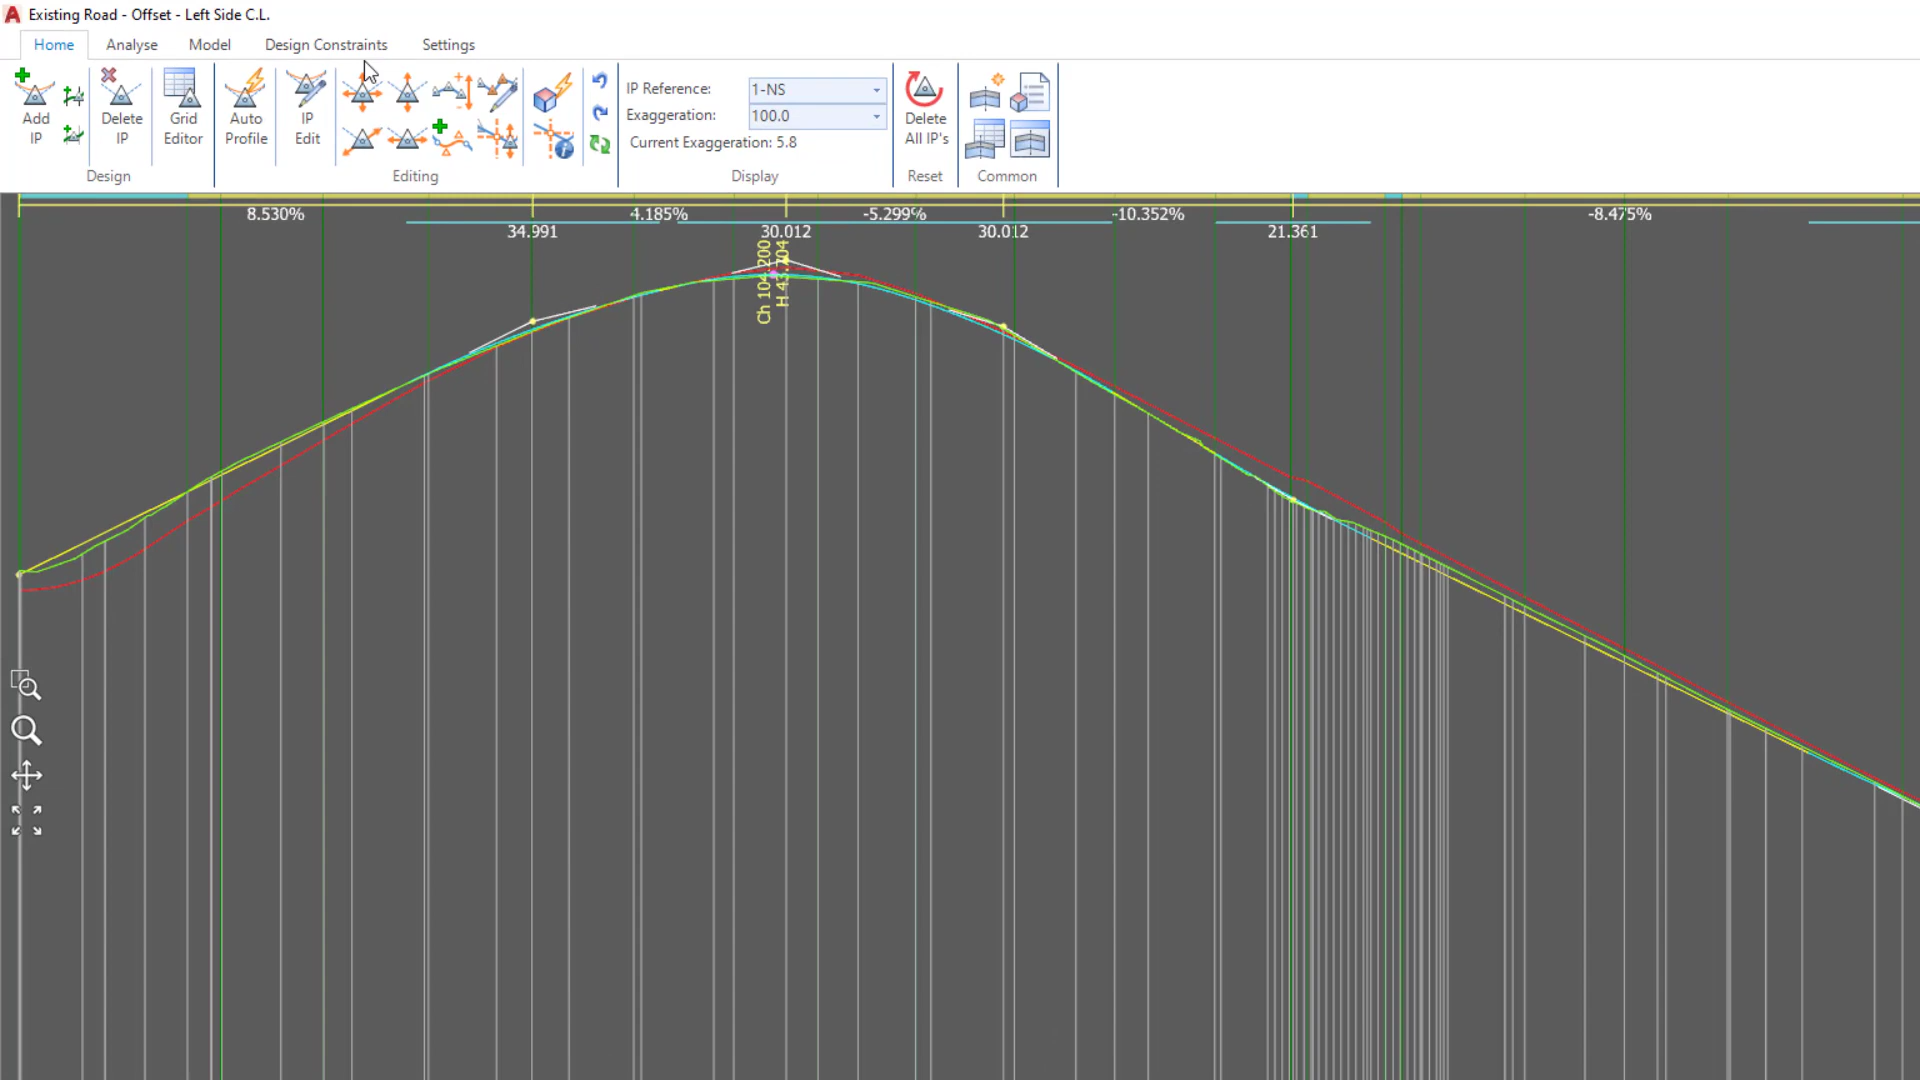 Existing Road - Offset - Left Side C.L.
Home
Analyse
Model
Design Constraints
Settings
Add
IP
Delete
IP
Grid
Editor
Auto
Profile
IP
Edit
IP Reference:
1-NS
Exaggeration:
100.0
Current Exaggeration: 5.8
Delete
All IP's
Design
Editing
Display
Reset
Common
8.530%
4.185%
-5.299%
-10.352%
-8.475%
34.991
30.012
30.012
21.361
Ch 104.200